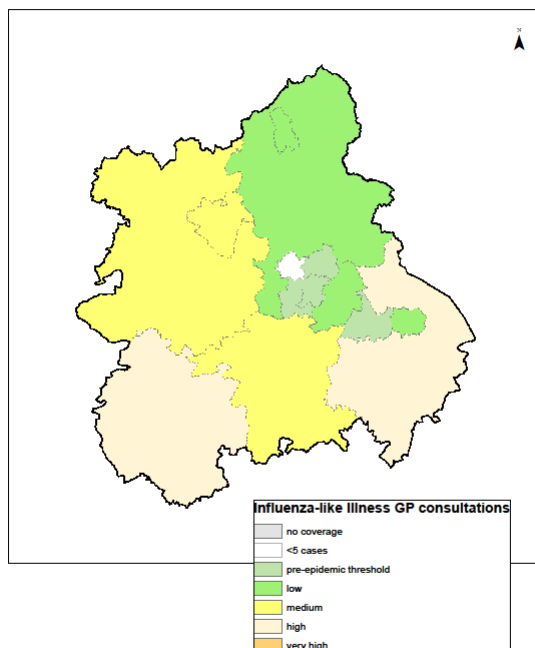 N
Influenza-like Illness GP consultations
no coverage
<5 cases
pre-epidemic threshold
low
medium
high
very high